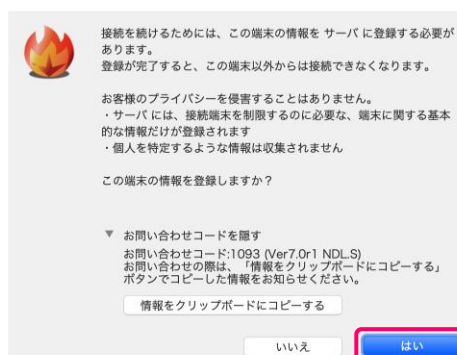 接続を続けるためには、この端末の情報を サーバ に登録する必要が
あります。
登録が完了すると、この端末以外からは接続できなくなります。
お客様のプライバシーを侵害することはありません。
・サーバ には、接続端末を制限するのに必要な、端末に関する基本
的な情報だけが登録されます
・個人を特定するような情報は収集されません
この端末の情報を登録しますか？
▼ お問い合わせコードを隠す
お問い合わせコード:1093 (Ver7.0r1 NDL.S)
お問い合わせの際は、「情報をクリップボードにコピーする」
ボタンでコピーした情報をお知らせください。
情報をクリップボードにコピーする
いいえ
はい